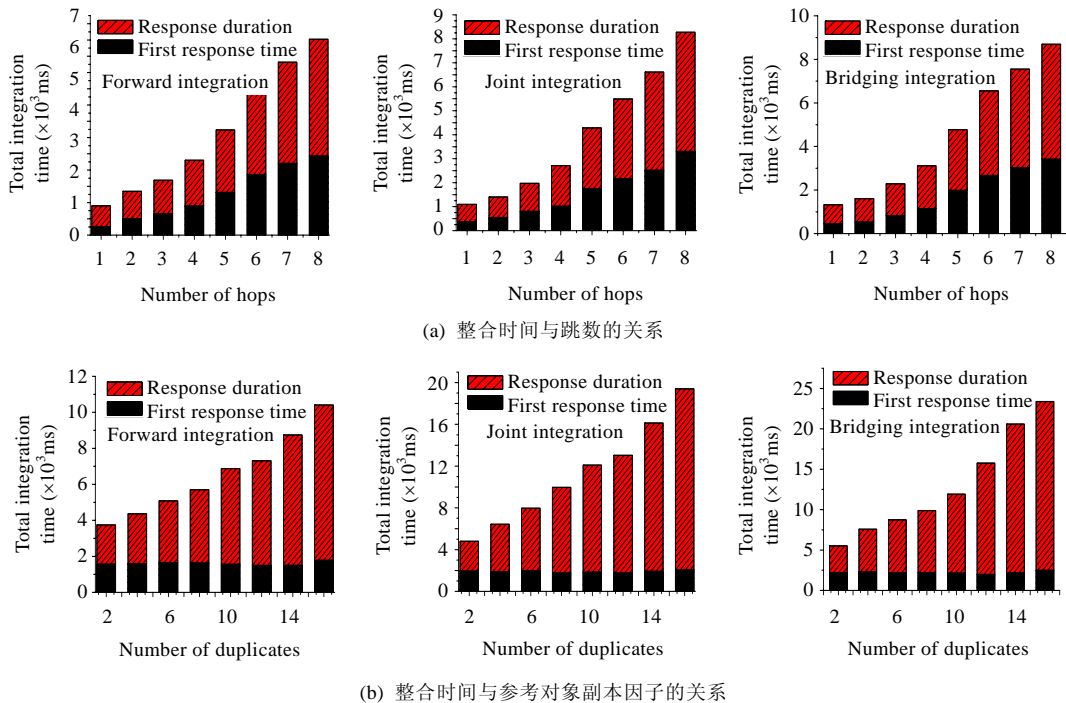 7
6
5
4
3
2
1
0
Total integration
time (×10³ms)
Response duration
First response time
Forward integration
1 2 3 4 5 6 7 8
Number of hops
9
8
7
6
5
4
3
2
1
0
Total integration
time (×10³ms)
Response duration
First response time
Joint integration
1 2 3 4 5 6 7 8
Number of hops
10
8
6
4
2
0
Total integration
time (×10³ms)
Response duration
First response time
Bridging integration
1 2 3 4 5 6 7 8
Number of hops
(a) 整合时间与跳数的关系
12
10
8
6
4
2
0
Total integration
time (×10³ms)
Response duration
First response time
Forward integration
2 6 10 14
Number of duplicates
20
16
12
8
4
0
Total integration
time (×10³ms)
Response duration
First response time
Joint integration
2 6 10 14
Number of duplicates
25
20
15
10
5
0
Total integration
time (×10³ms)
Response duration
First response time
Bridging integration
2 6 10 14
Number of duplicates
(b) 整合时间与参考对象副本因子的关系